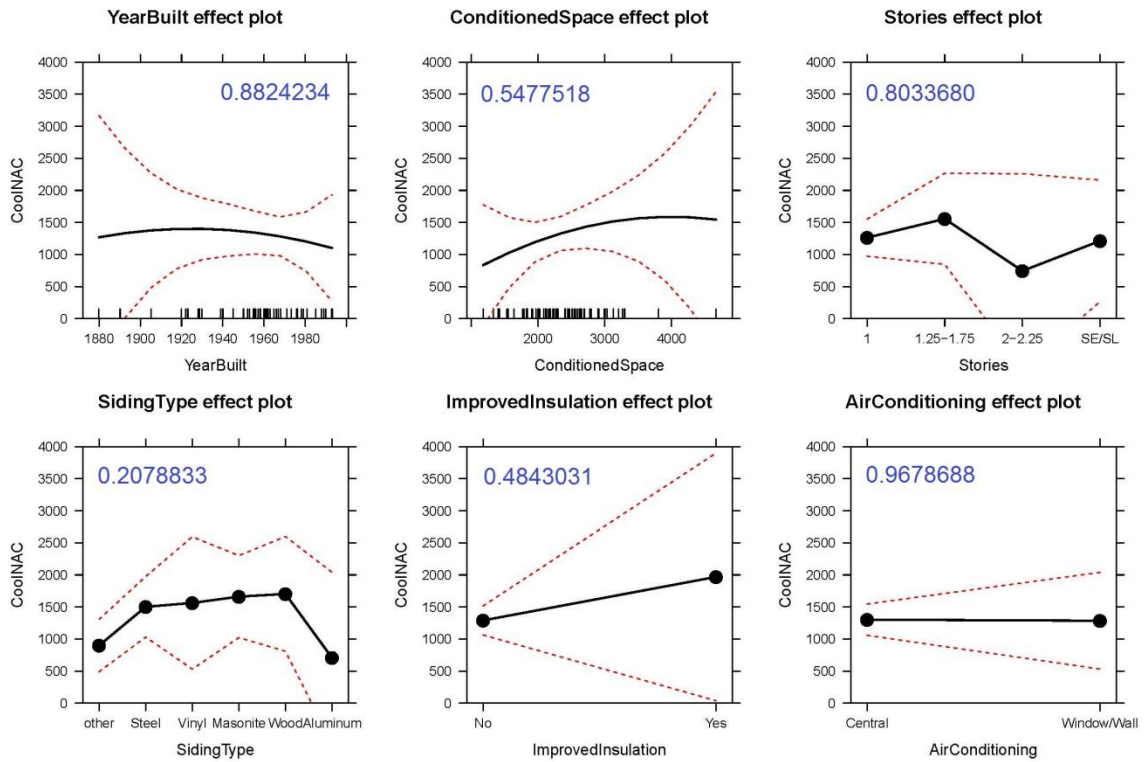 YearBuilt effect plot
0.8824234
CoolNAC
4000
3500
3000
2500
2000
1500
1000
500
0
1880 1900 1920 1940 1960 1980
YearBuilt
ConditionedSpace effect plot
0.5477518
CoolNAC
4000
3500
3000
2500
2000
1500
1000
500
0
2000 3000 4000
ConditionedSpace
Stories effect plot
0.8033680
CoolNAC
4000
3500
3000
2500
2000
1500
1000
500
0
1 1.25−1.75 2−2.25 SE/SL
Stories
SidingType effect plot
0.2078833
CoolNAC
4000
3500
3000
2500
2000
1500
1000
500
0
other Steel Vinyl Masonite Wood Aluminum
SidingType
ImprovedInsulation effect plot
0.4843031
CoolNAC
4000
3500
3000
2500
2000
1500
1000
500
0
No Yes
ImprovedInsulation
AirConditioning effect plot
0.9678688
CoolNAC
4000
3500
3000
2500
2000
1500
1000
500
0
Central Window/Wall
AirConditioning